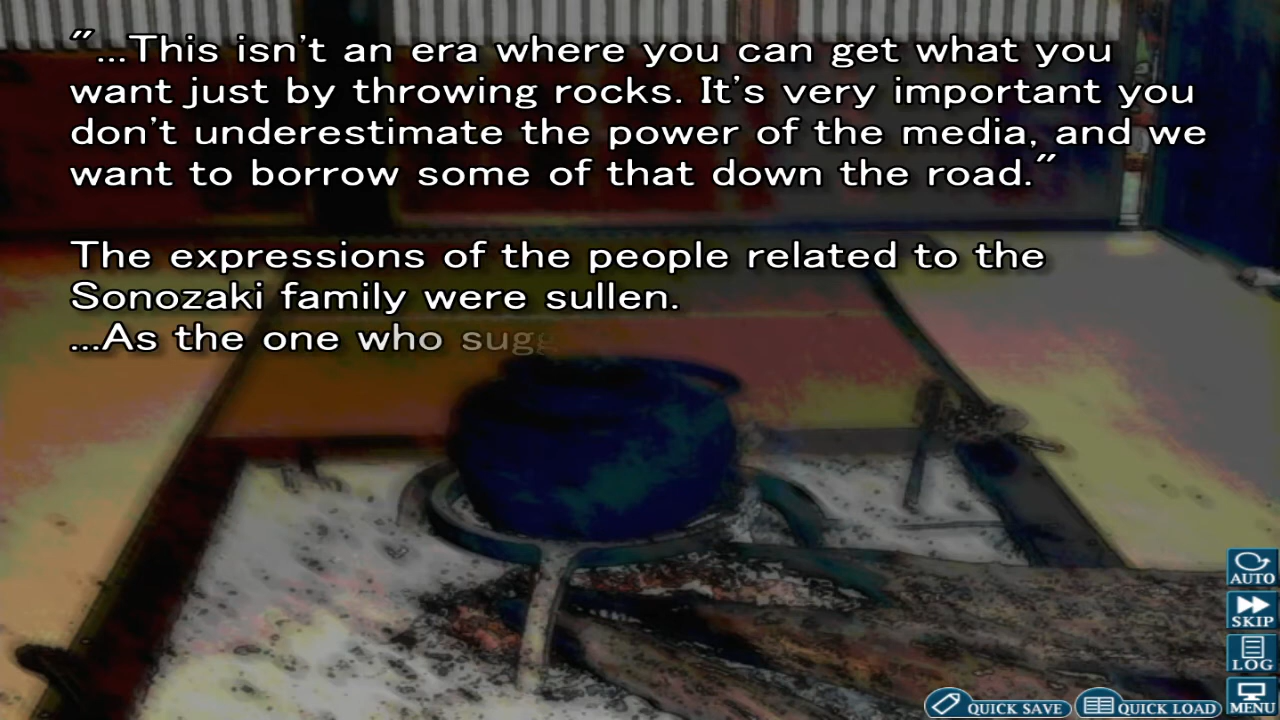 "...This isn't an era where you can get what you
want just by throwing rocks. It's very important you
don't underestimate the power of the media, and we
want to borrow some of that down the road."
The expressions of the people related to the
Sonozaki family were sullen.
...As the one who sugg
AUTO
SKIP
LOG
MENU
QUICK SAVE
QUICK LOAD